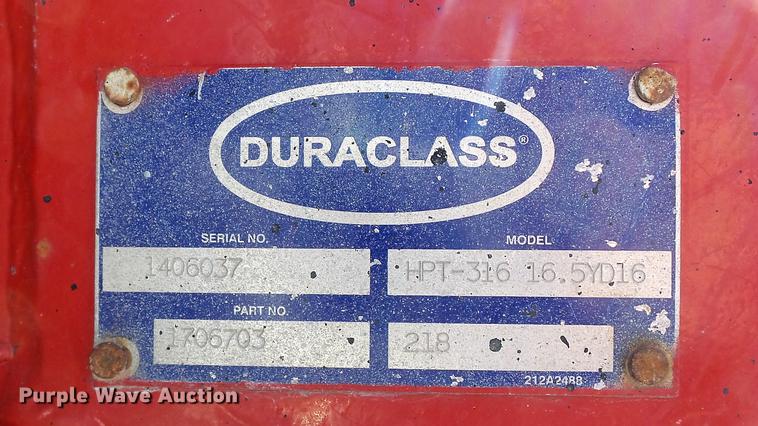 DURACLASS®
SERIAL NO. MODEL
1406037 HPT-316 16.5YD16
PART NO.
1706703 218
212A2488
Purple Wave Auction